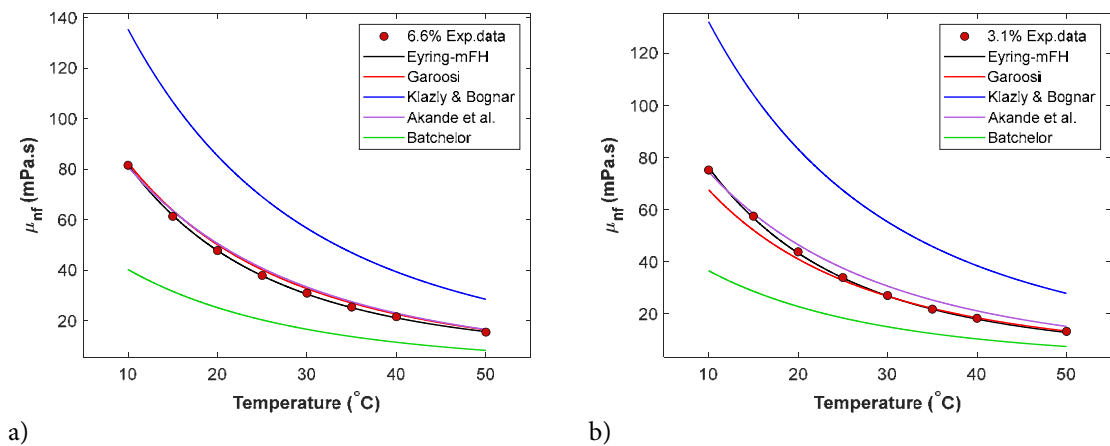 140
120
100
80
60
40
20
10
20
30
40
50
μnf (mPa.s)
Temperature (°C)
6.6% Exp.data
Eyring-mFH
Garoosi
Klazly & Bognar
Akande et al.
Batchelor
a)
120
100
80
60
40
20
10
20
30
40
50
μnf (mPa.s)
Temperature (°C)
3.1% Exp.data
Eyring-mFH
Garoosi
Klazly & Bognar
Akande et al.
Batchelor
b)